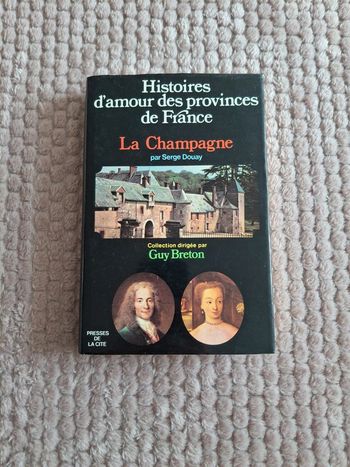 Histoires
d'amour des provinces
de France
La Champagne
par Serge Douay
Collection dirigée par
Guy Breton
PRESSES
DE
LA CITE